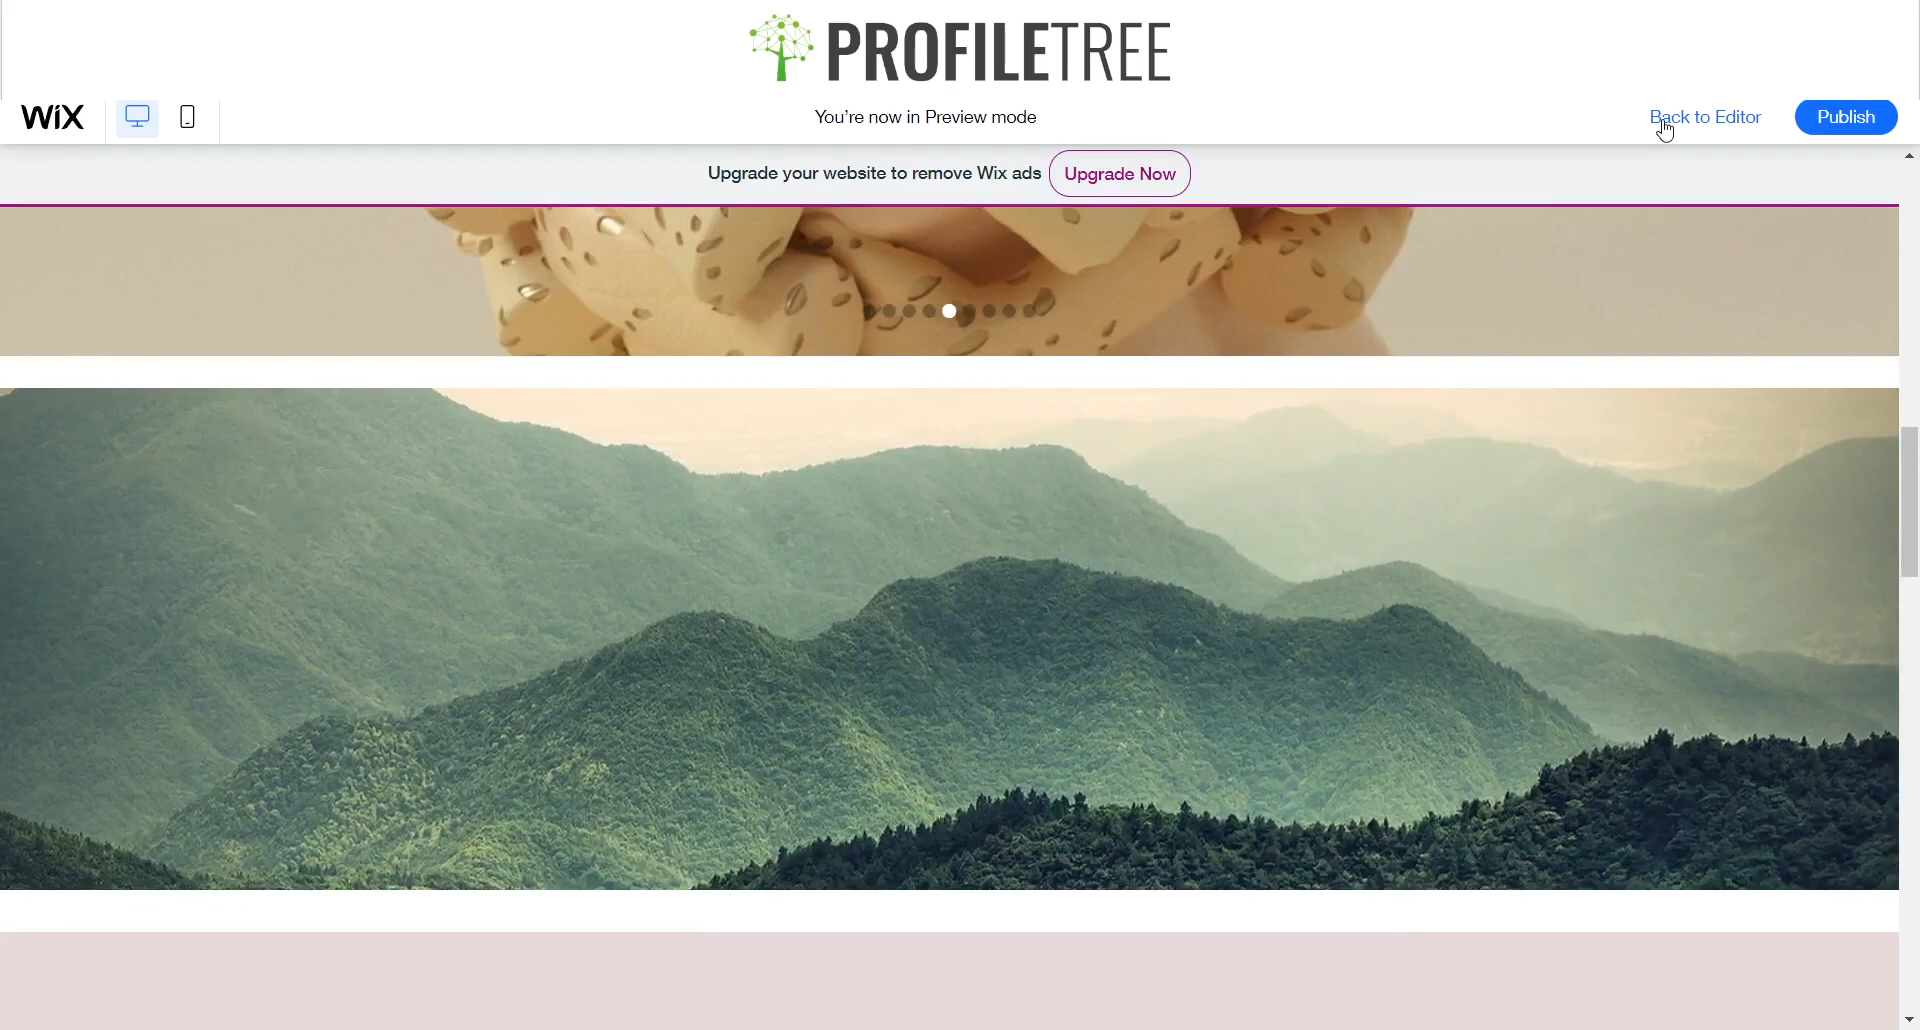 PROFILETREE
WiX
You're now in Preview mode
Back to Editor
Publish
Upgrade your website to remove Wix ads
Upgrade Now